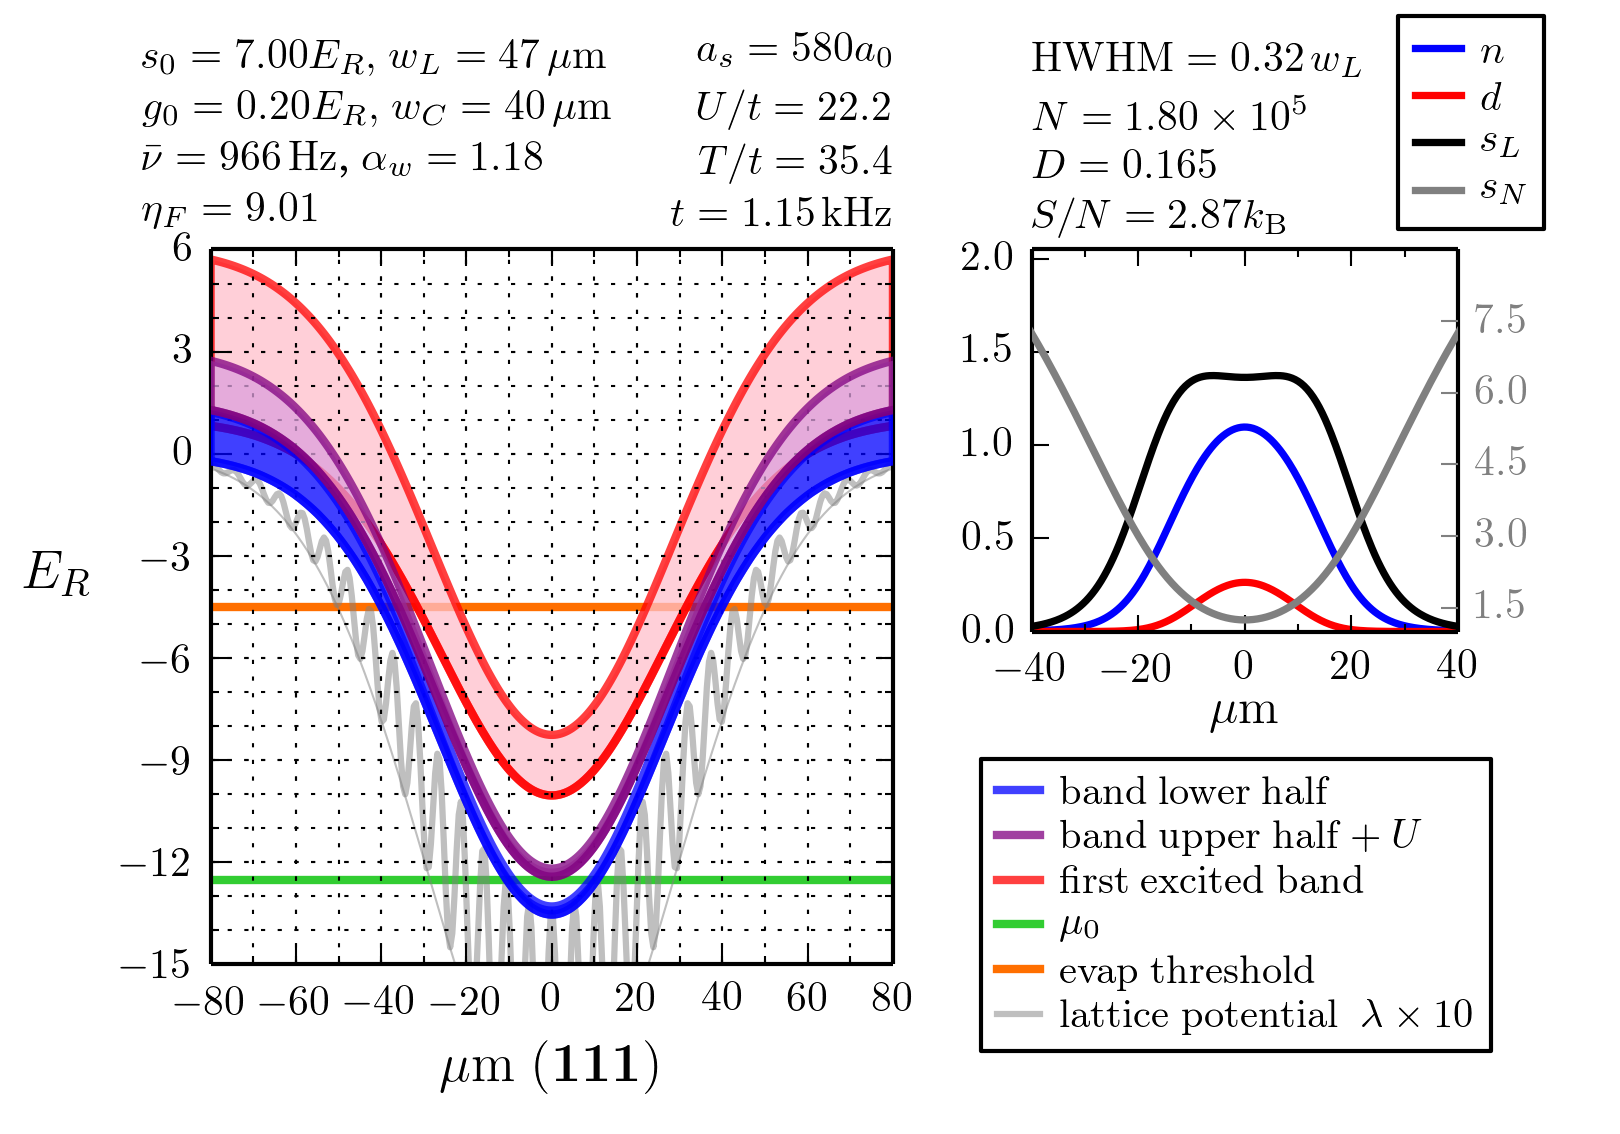 s₀ = 7.00E_R, w_L = 47 μm
g₀ = 0.20E_R, w_C = 40 μm
ν̄ = 966 Hz, α_w = 1.18
η_F = 9.01
a_s = 580a₀
U/t = 22.2
T/t = 35.4
t = 1.15 kHz
HWHM = 0.32 w_L
N = 1.80 × 10⁵
D = 0.165
S/N = 2.87k_B
n
d
s_L
s_N
6
3
0
−3
−6
−9
−12
−15
E_R
−80 −60 −40 −20 0 20 40 60 80
μm (111)
2.0
1.5
1.0
0.5
0.0
7.5
6.0
4.5
3.0
1.5
−40 −20 0 20 40
μm
band lower half
band upper half + U
first excited band
μ₀
evap threshold
lattice potential λ × 10